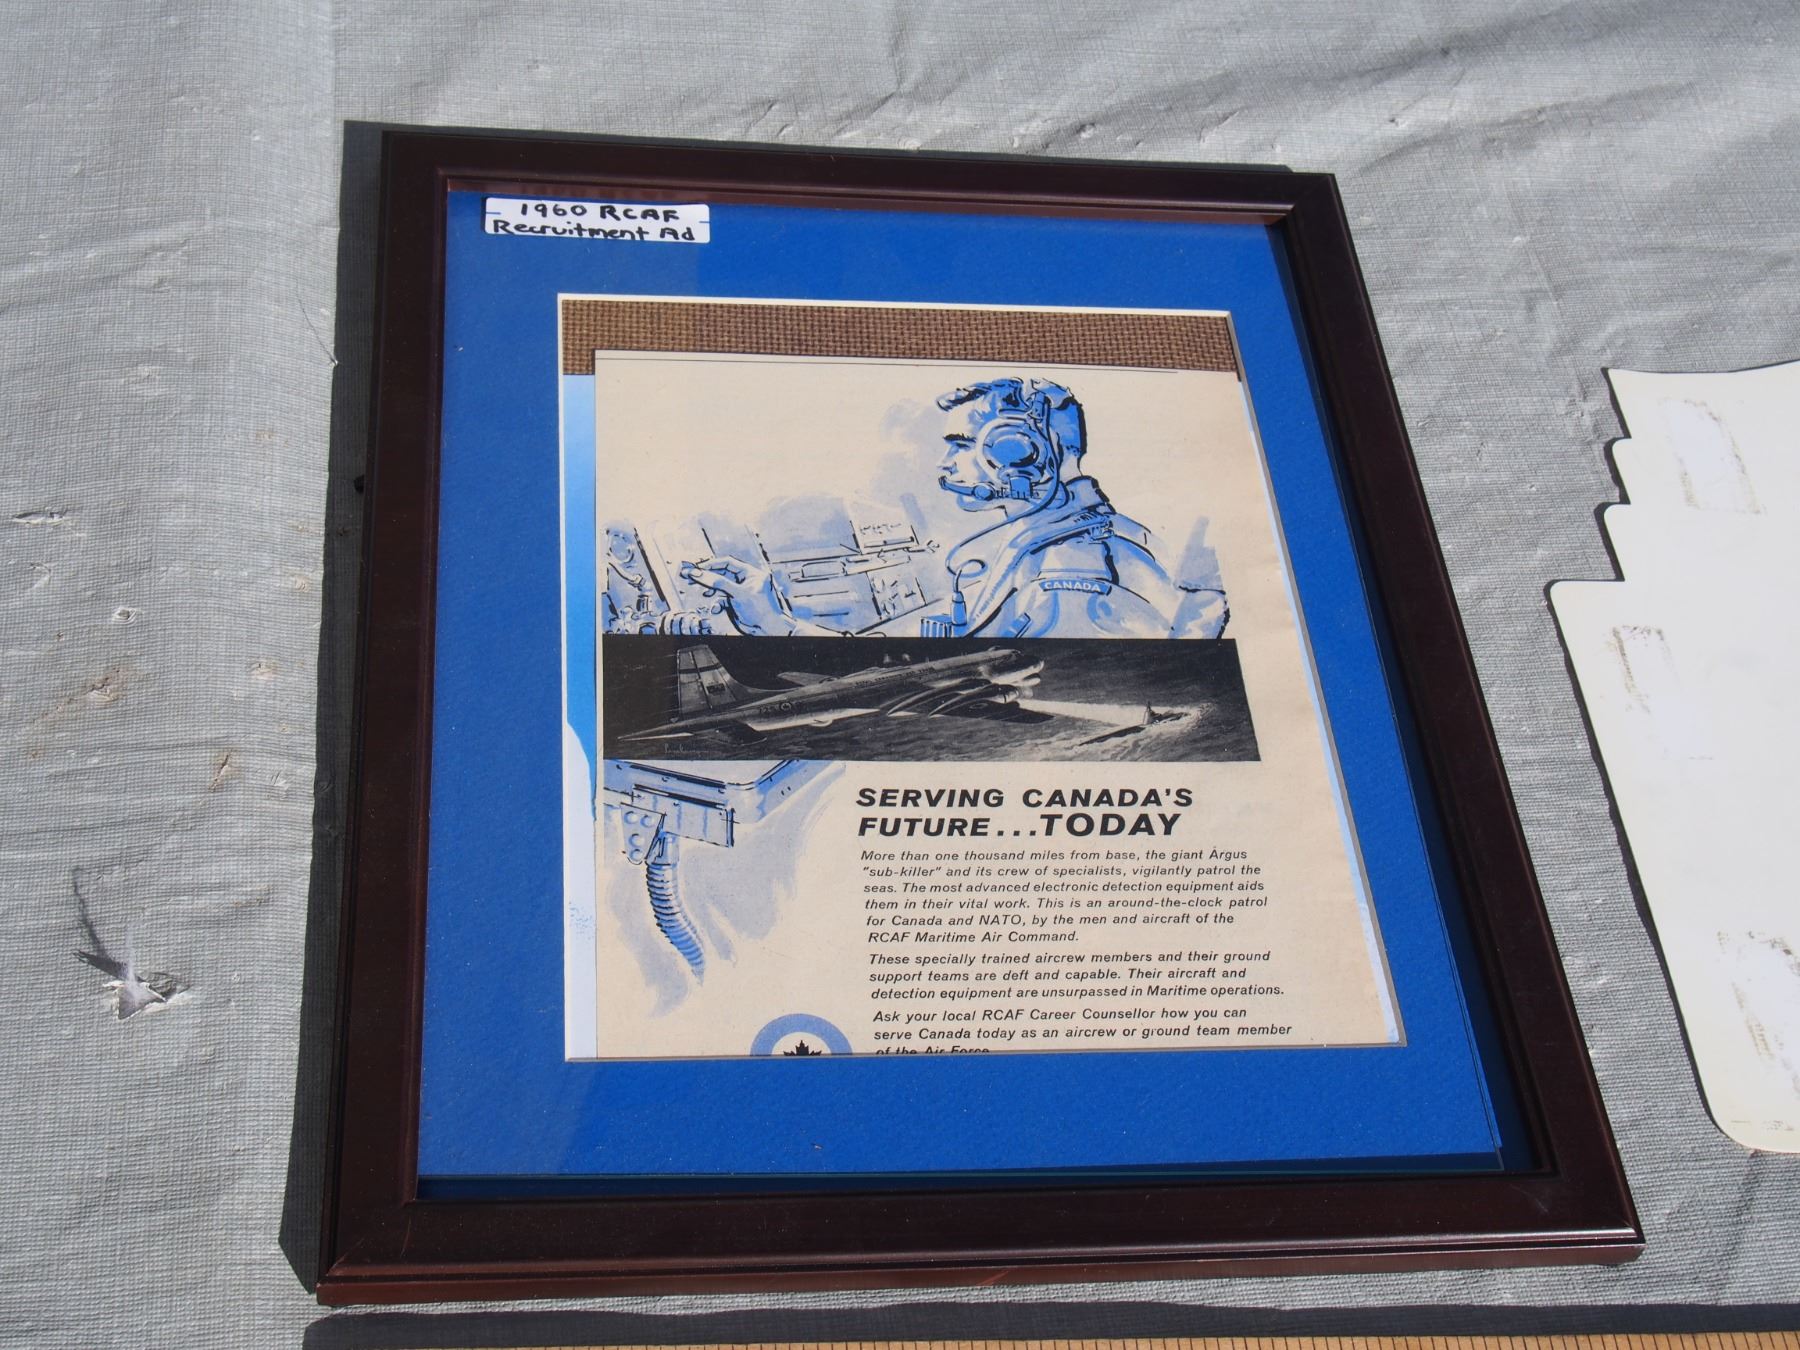 1960 RCAF
Recruitment Ad
CANADA
SERVING CANADA'S
FUTURE...TODAY
More than one thousand miles from base, the giant Argus
"sub-killer" and its crew of specialists, vigilantly patrol the
seas. The most advanced electronic detection equipment aids
them in their vital work. This is an around-the-clock patrol
for Canada and NATO, by the men and aircraft of the
RCAF Maritime Air Command.
These specially trained aircrew members and their ground
support teams are deft and capable. Their aircraft and
detection equipment are unsurpassed in Maritime operations.
Ask your local RCAF Career Counsellor how you can
serve Canada today as an aircrew or ground team member
of the Air Force